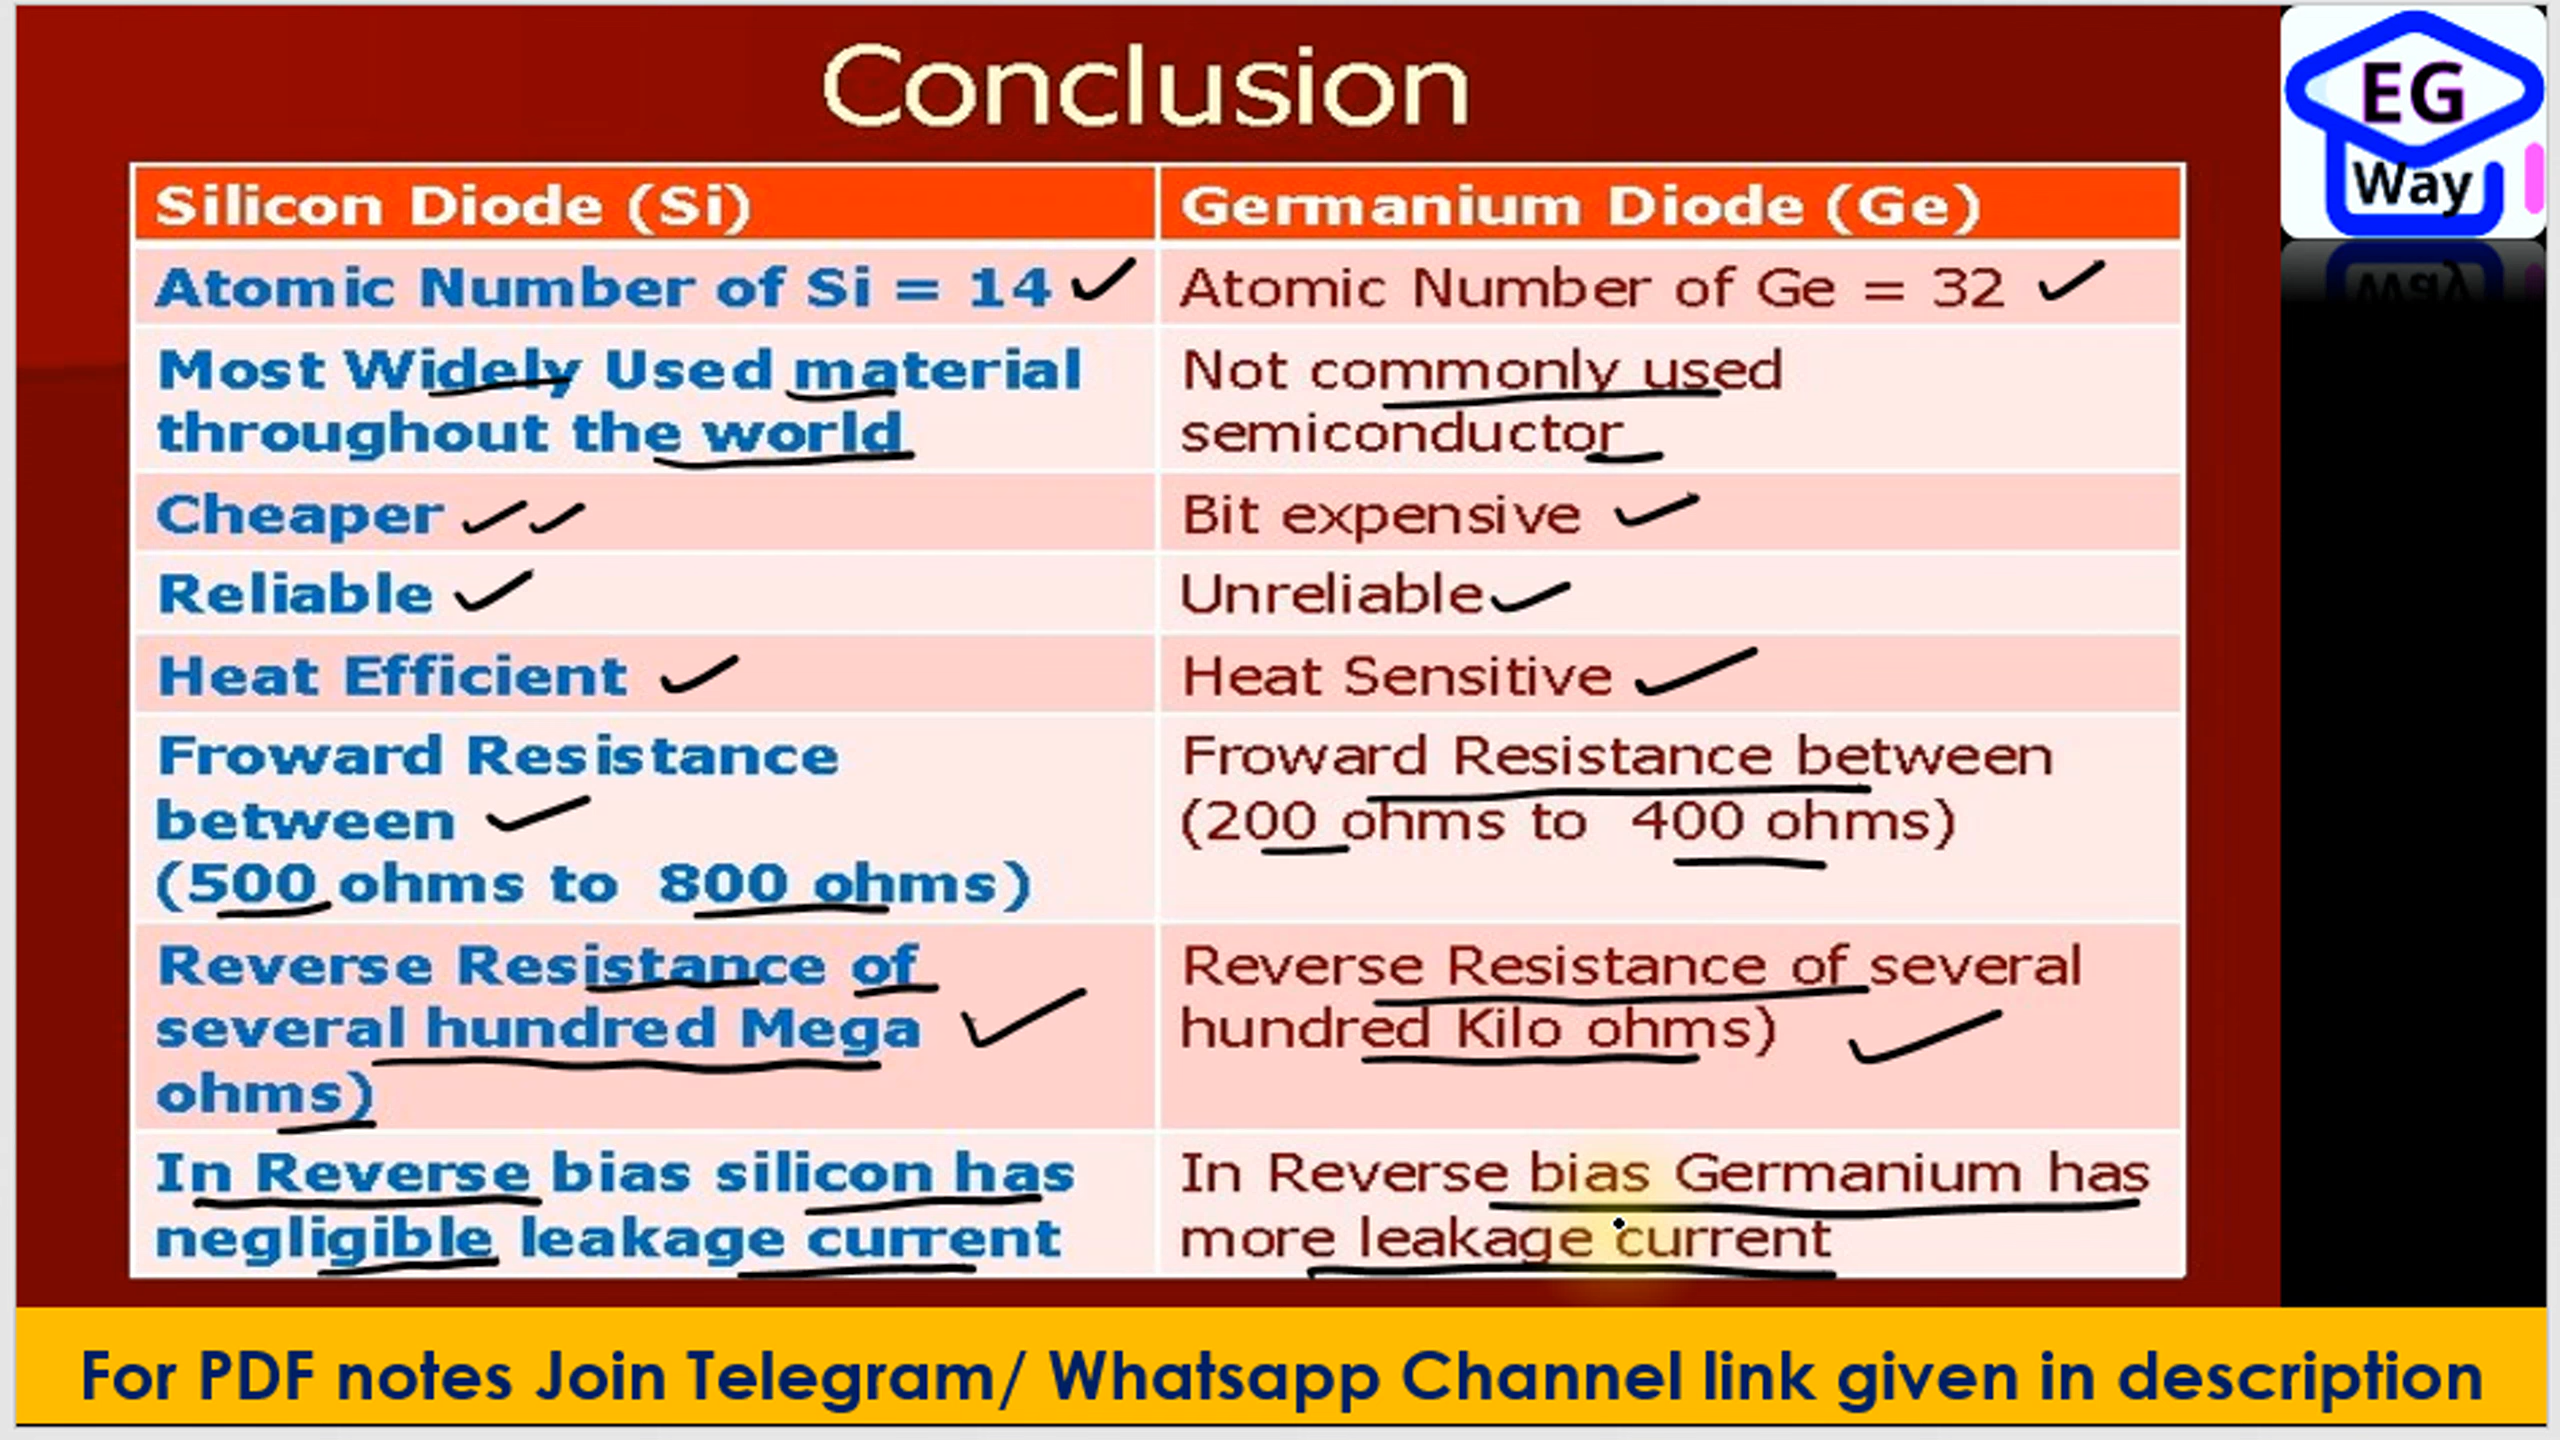 Conclusion
EG
Way
Silicon Diode (Si)
Germanium Diode (Ge)
Atomic Number of Si = 14
Atomic Number of Ge = 32
Most Widely Used material
throughout the world
Not commonly used
semiconductor
Cheaper
Bit expensive
Reliable
Unreliable
Heat Efficient
Heat Sensitive
Froward Resistance
between
(500 ohms to 800 ohms)
Froward Resistance between
(200 ohms to 400 ohms)
Reverse Resistance of
several hundred Mega
ohms)
Reverse Resistance of several
hundred Kilo ohms)
In Reverse bias silicon has
negligible leakage current
In Reverse bias Germanium has
more leakage current
For PDF notes Join Telegram/ Whatsapp Channel link given in description